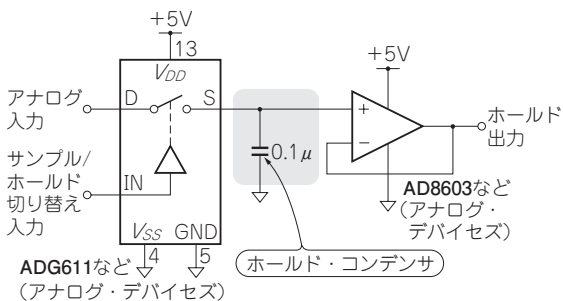 +5V
13
VDD
アナログ
入力
D
S
サンプル/
ホールド
切り替え
入力
IN
VSS
GND
4
5
ADG611など
(アナログ・デバイセズ)
0.1μ
ホールド・コンデンサ
+5V
+
−
ホールド
出力
AD8603など
(アナログ・
デバイセズ)